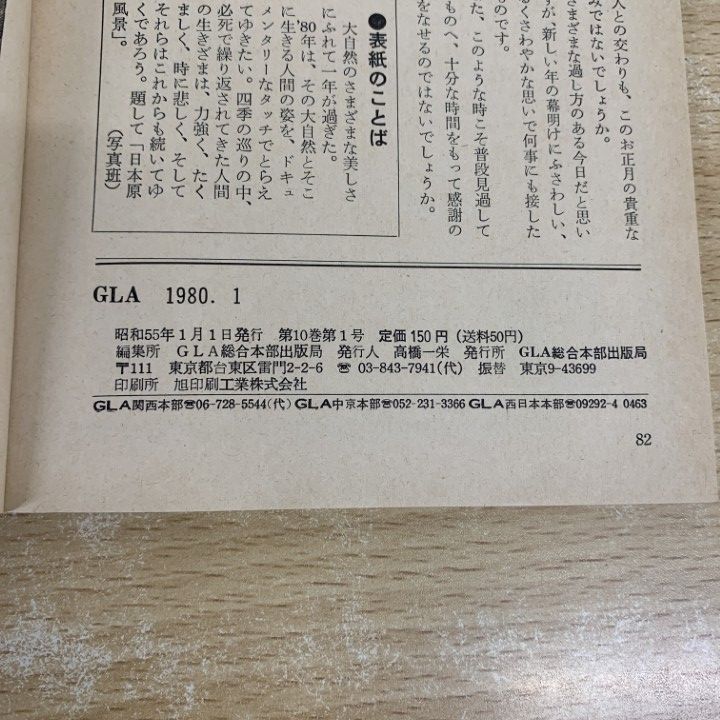 人との交わりも、このお正月の貴重な
みではないでしょうか。
さまざまな過し方のある今日だと思い
すが、新しい年の幕明けにふさわしい、
るくさわやかな思いで何事にも接した
ものです。
た、このような時こそ普段見過して
ものへ、十分な時間をもって感謝の
をなせるのではないでしょうか。
●表紙のことば
大自然のさまざまな美しさ
にふれて一年が過ぎた。
'80年は、その大自然とそこ
に生きる人間の姿を、ドキュ
メンタリーなタッチでとらえ
てゆきたい。四季の巡りの中、
必死で繰り返されてきた人間
の生きざまは、力強く、たく
ましく、時に悲しく、そして
それらはこれからも続いてゆ
くであろう。題して「日本原
風景」。
(写真班)
GLA 1980. 1
昭和55年1月1日発行 第10巻第1号 定価150円(送料50円)
編集所 GLA総合本部出版局 発行人 高橋一栄 発行所 GLA総合本部出版局
〒111 東京都台東区雷門2-2-6 ☎ 03-843-7941(代) 振替 東京9-43699
印刷所 旭印刷工業株式会社
GLA関西本部☎06-728-5544(代) GLA中京本部☎052-231-3366 GLA西日本本部☎09292-4 0463
82